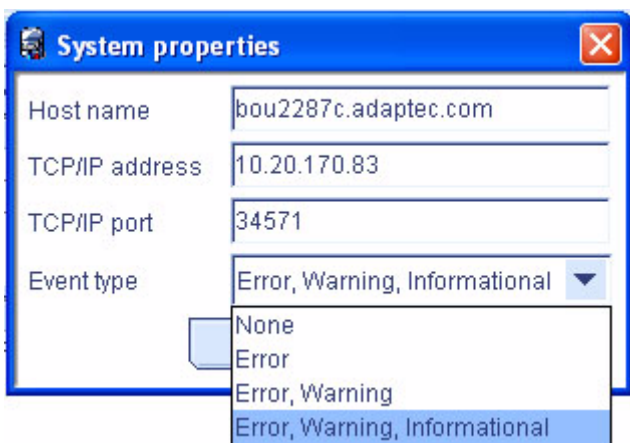 System properties
Host name bou2287c.adaptec.com
TCP/IP address 10.20.170.83
TCP/IP port 34571
Event type Error, Warning, Informational
None
Error
Error, Warning
Error, Warning, Informational